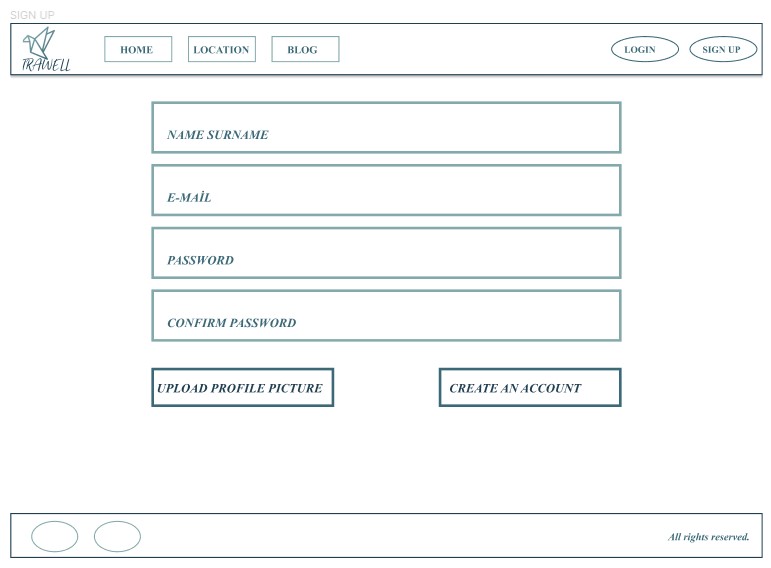 SIGN UP
TRAWELL
HOME
LOCATION
BLOG
LOGIN
SIGN UP
NAME SURNAME
E-MAİL
PASSWORD
CONFIRM PASSWORD
UPLOAD PROFILE PICTURE
CREATE AN ACCOUNT
All rights reserved.